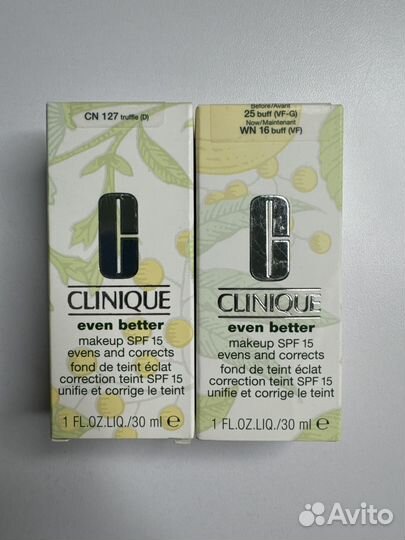 CN 127 truffle (D)
C
CLINIQUE
even better
makeup SPF 15
evens and corrects
fond de teint éclat
correction teint SPF 15
unifie et corrige le teint
1 FL.OZ.LIQ./30 ml ℮
Before/Avant
25 buff (VF-G)
Now/Maintenant
WN 16 buff (VF)
C
CLINIQUE
even better
makeup SPF 15
evens and corrects
fond de teint éclat
correction teint SPF 15
unifie et corrige le teint
1 FL.OZ.LIQ./30 ml ℮
Avito